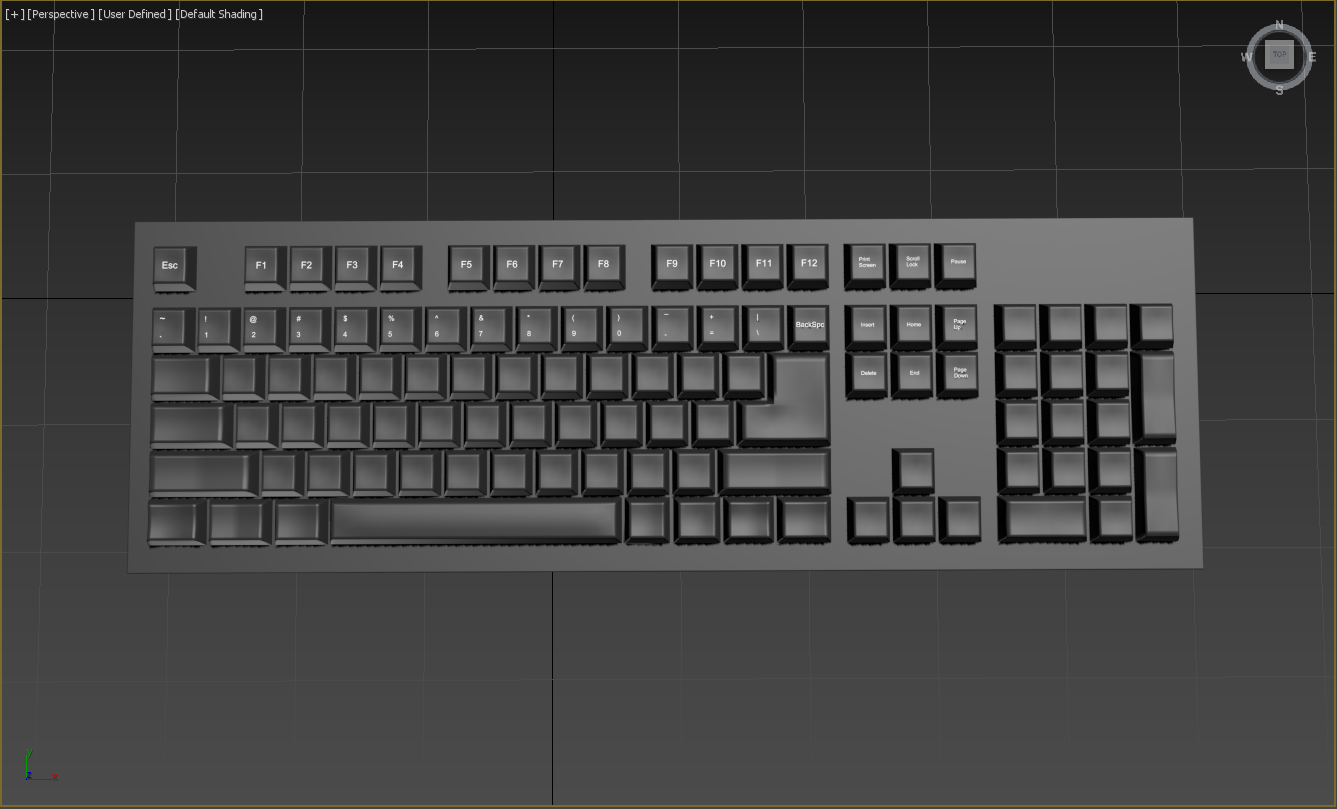 [+] [Perspective ] [User Defined ] [Default Shading ]
N
W TOP E
S
Esc F1 F2 F3 F4 F5 F6 F7 F8 F9 F10 F11 F12 Print Screen Scroll Lock Pause
~ ! @ # $ % ^ & * ( ) _ + | BackSpc Insert Home Page Up
. 1 2 3 4 5 6 7 8 9 0 . = \
Delete End Page Down
y
z x